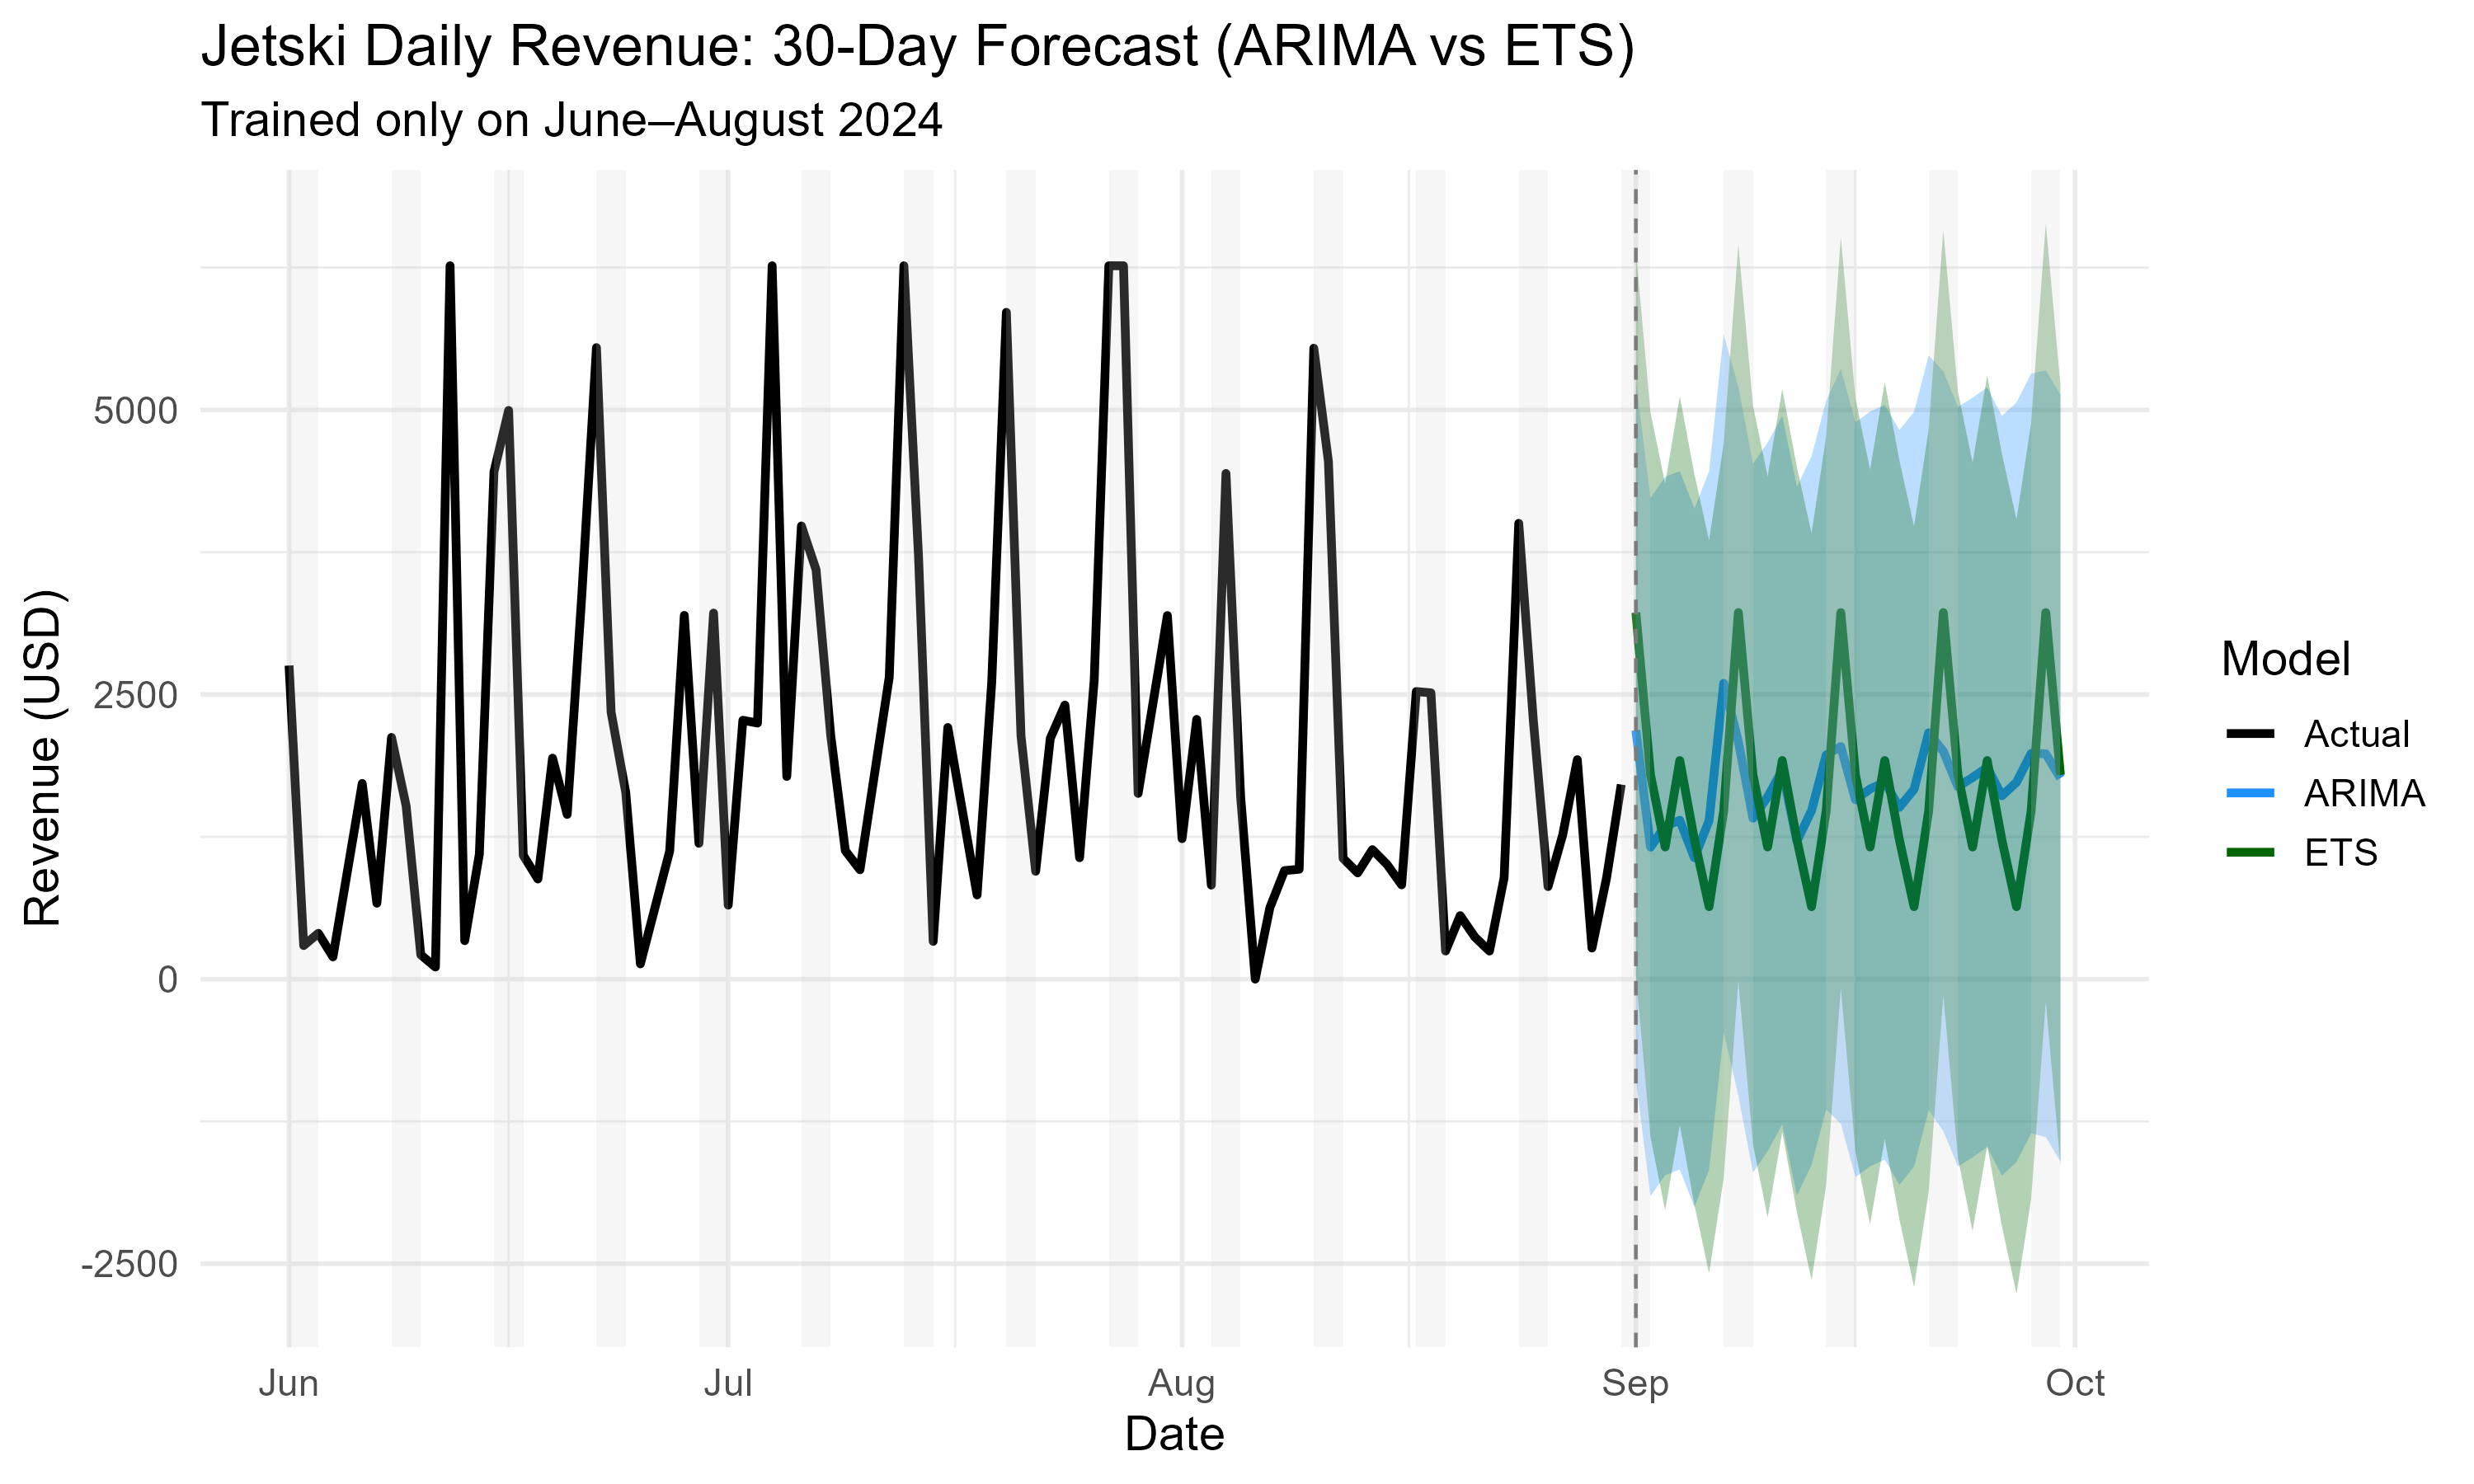 Jetski Daily Revenue: 30-Day Forecast (ARIMA vs ETS)
Trained only on June–August 2024
Revenue (USD)
5000
2500
0
-2500
Jun
Jul
Aug
Sep
Oct
Date
Model
Actual
ARIMA
ETS